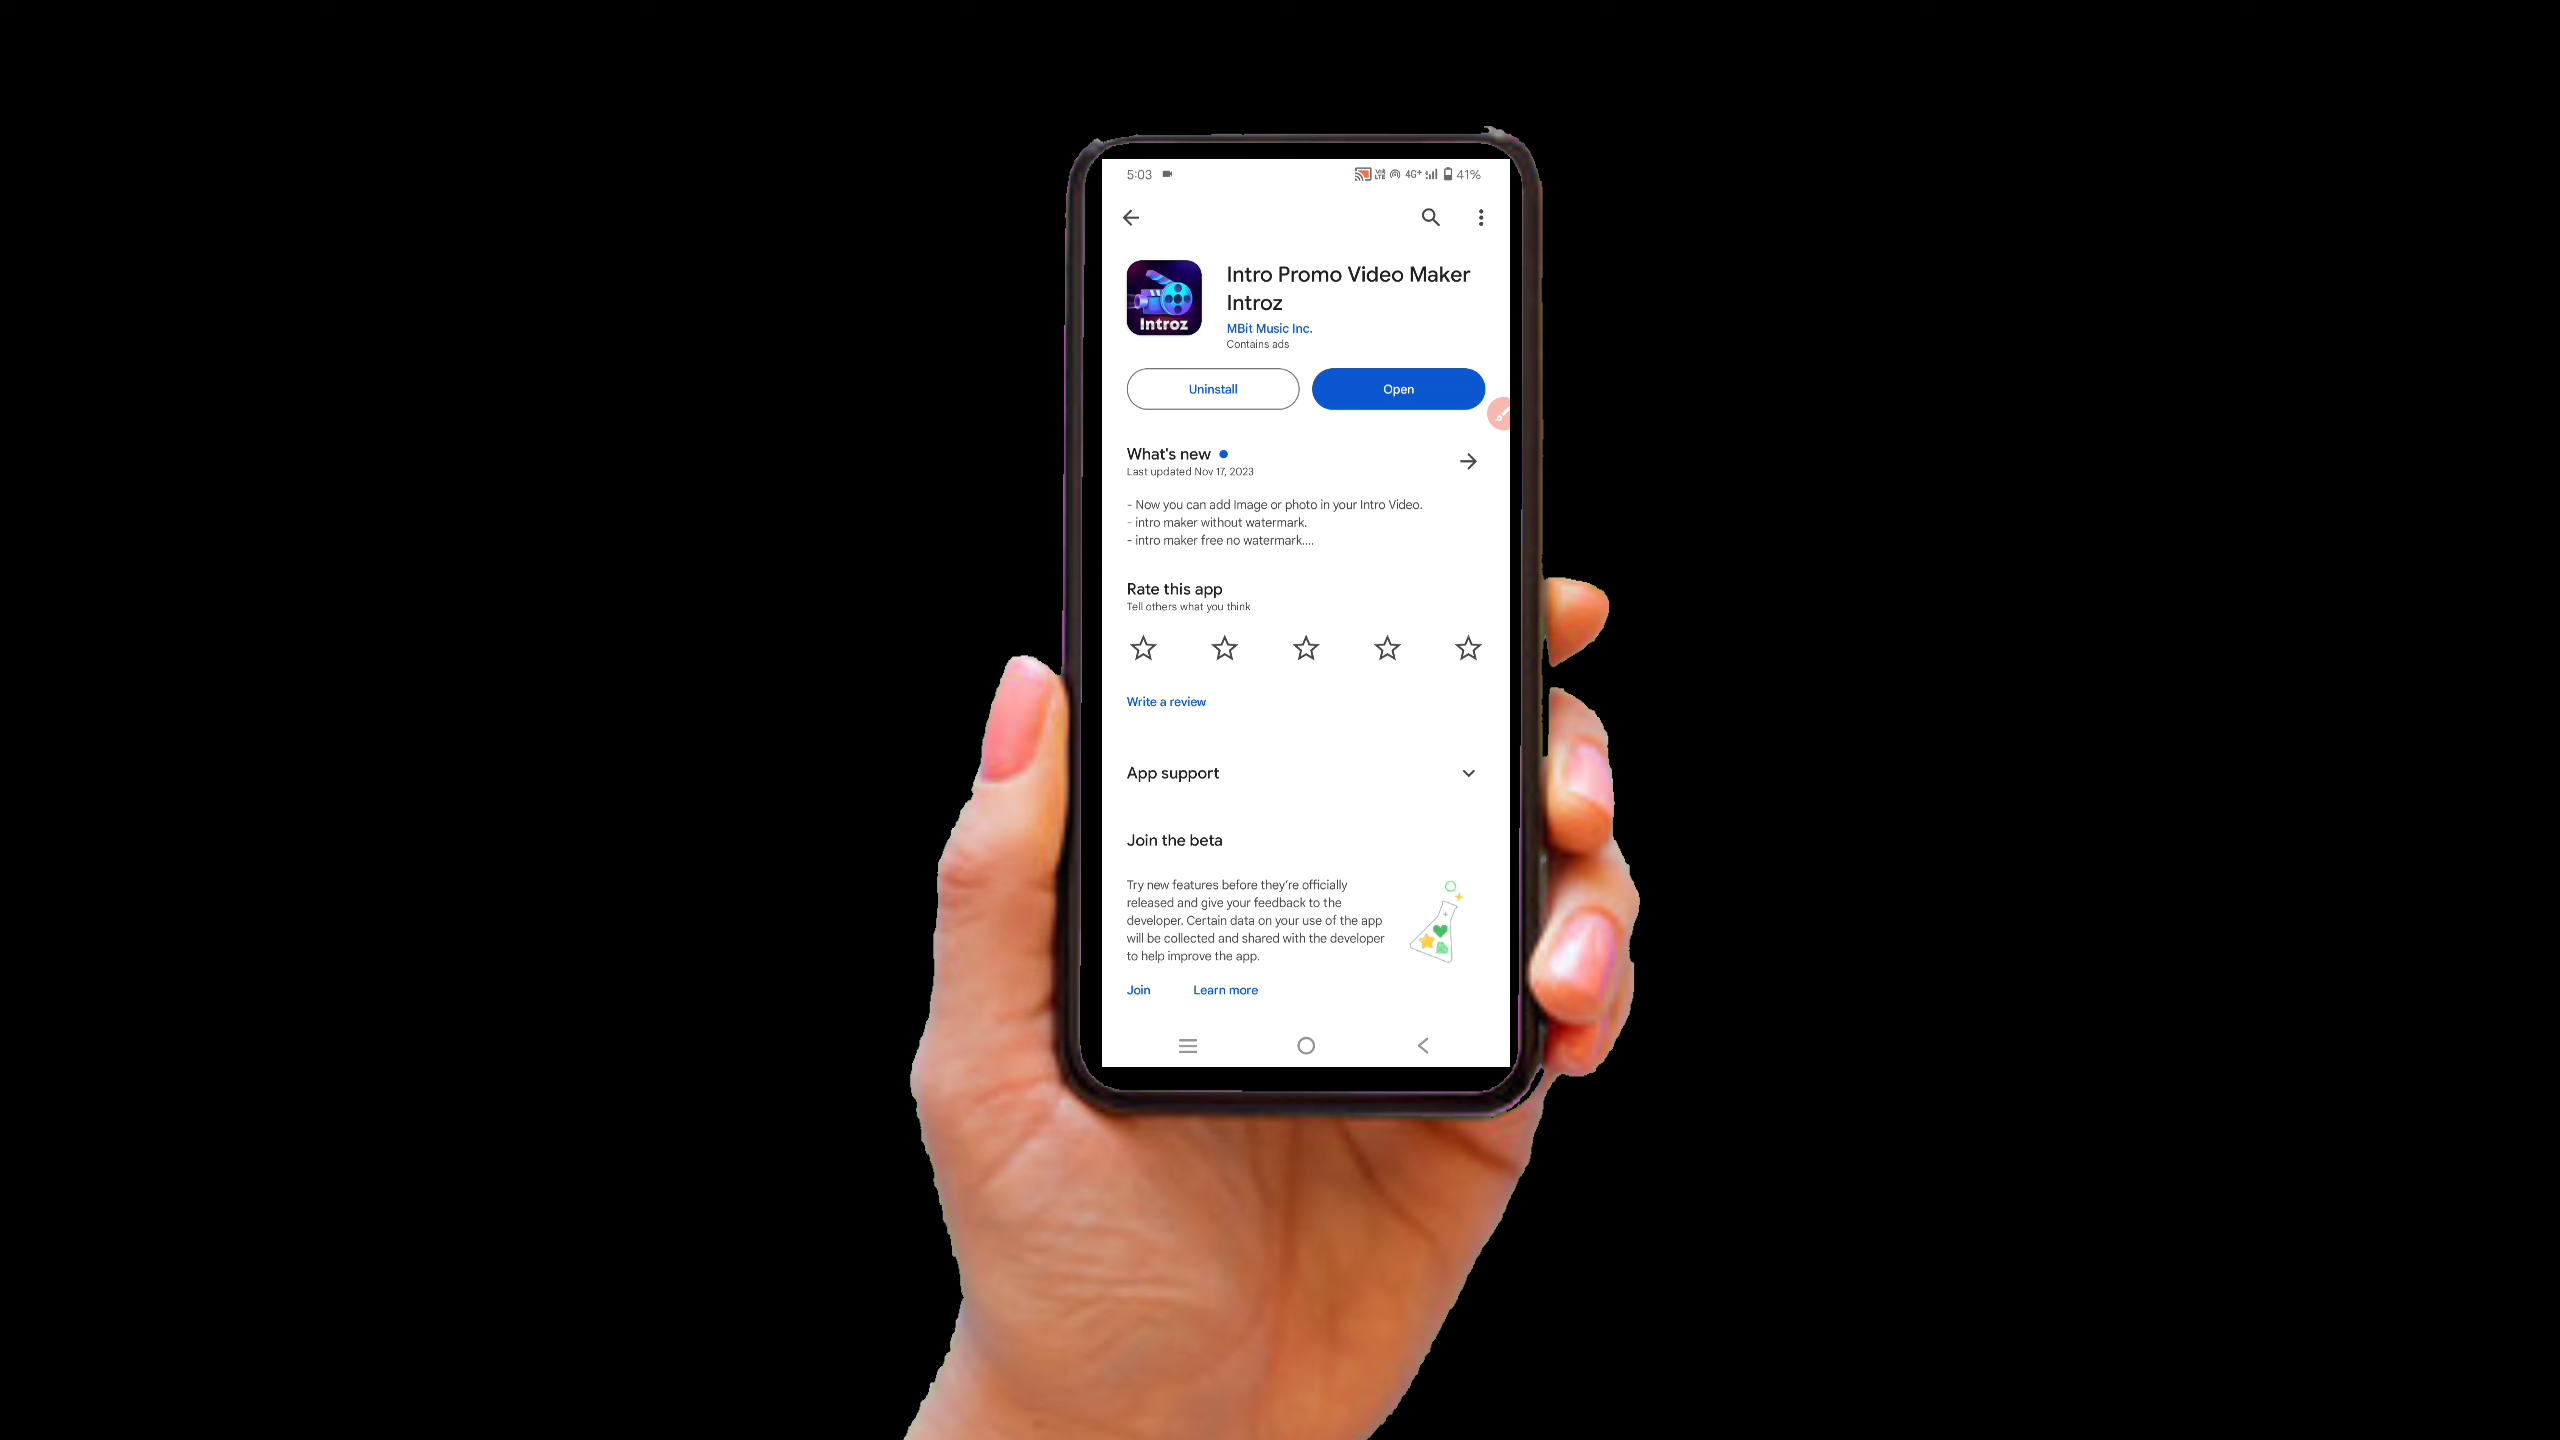 5:03
4G+ 41%
Introz
Intro Promo Video Maker
Introz
MBit Music Inc.
Contains ads
Uninstall
Open
What's new
Last updated Nov 17, 2023
- Now you can add Image or photo in your Intro Video.
- intro maker without watermark.
- intro maker free no watermark....
Rate this app
Tell others what you think
Write a review
App support
Join the beta
Try new features before they're officially
released and give your feedback to the
developer. Certain data on your use of the app
will be collected and shared with the developer
to help improve the app.
Join
Learn more